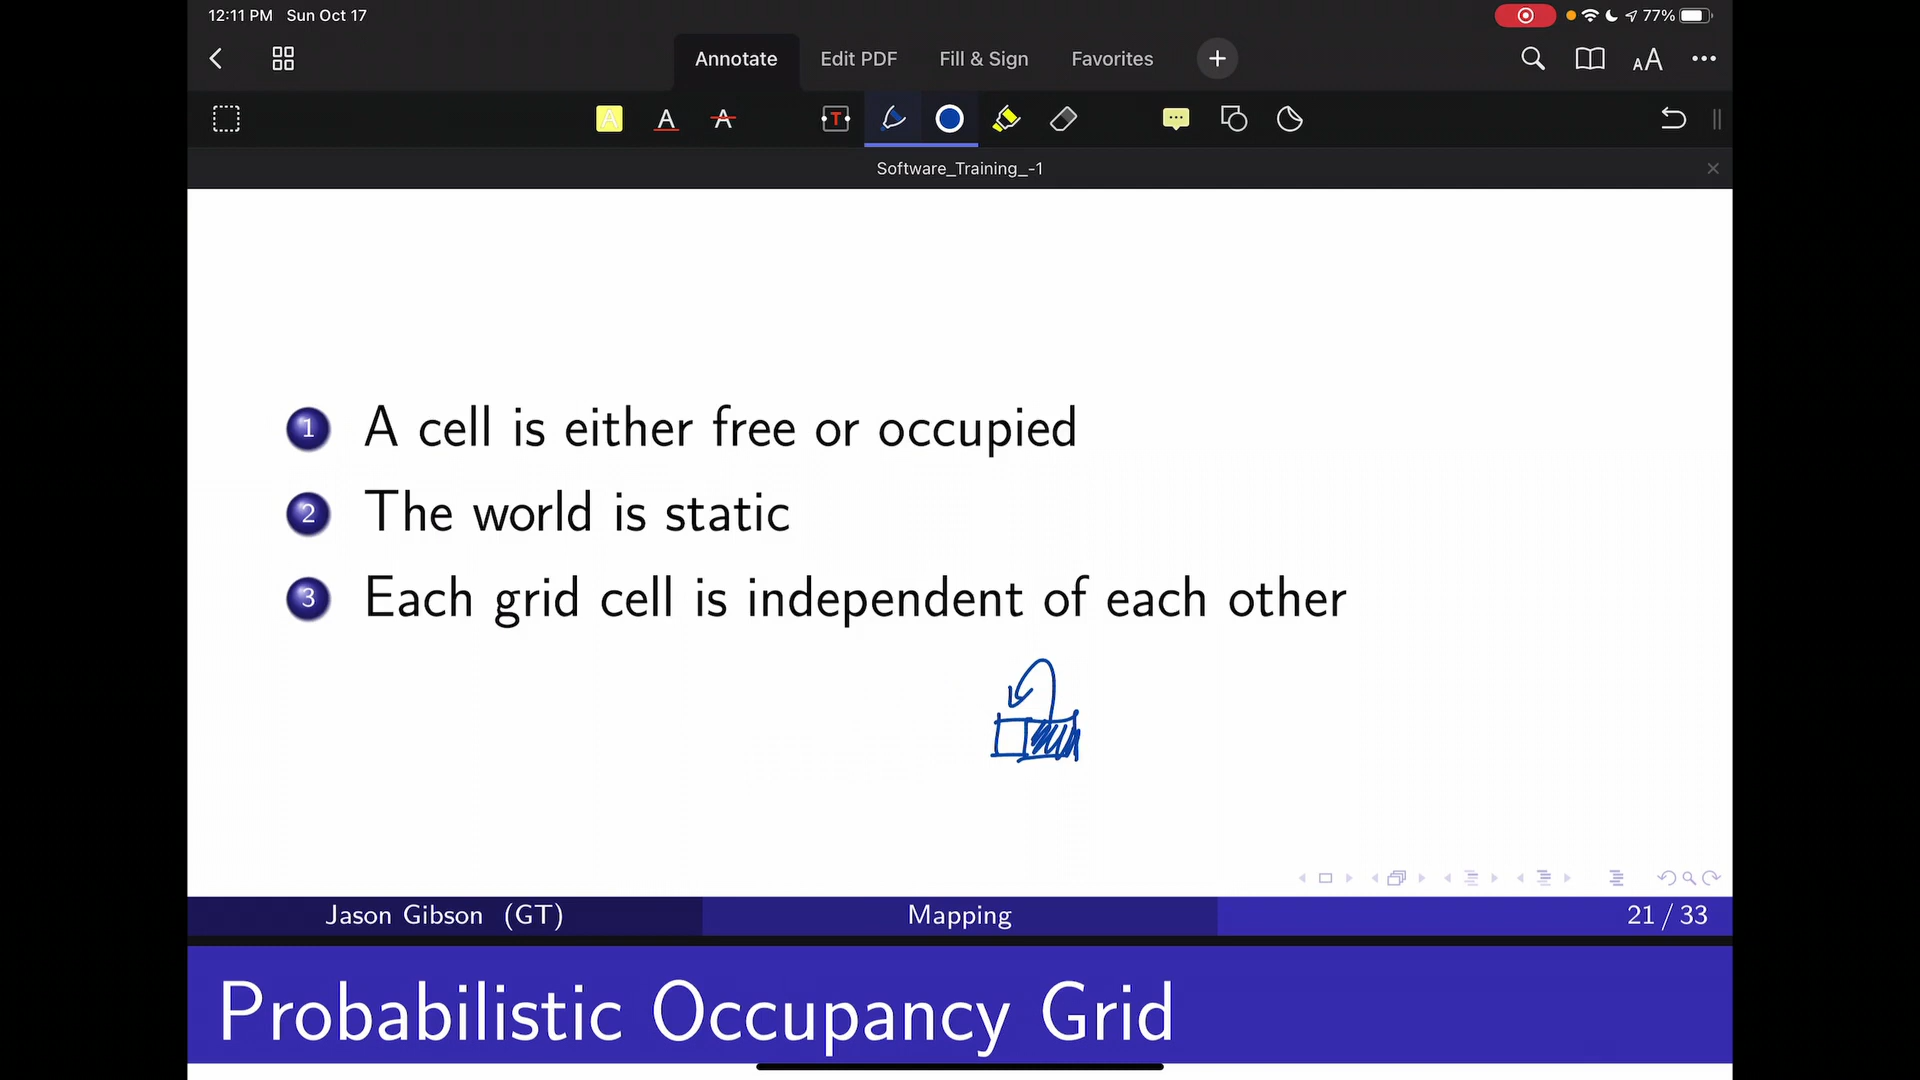 12:11 PM Sun Oct 17
77%
Annotate Edit PDF Fill & Sign Favorites
AA
A A A T
Software_Training_-1
1 A cell is either free or occupied
2 The world is static
3 Each grid cell is independent of each other
Jason Gibson (GT) Mapping 21 / 33
Probabilistic Occupancy Grid